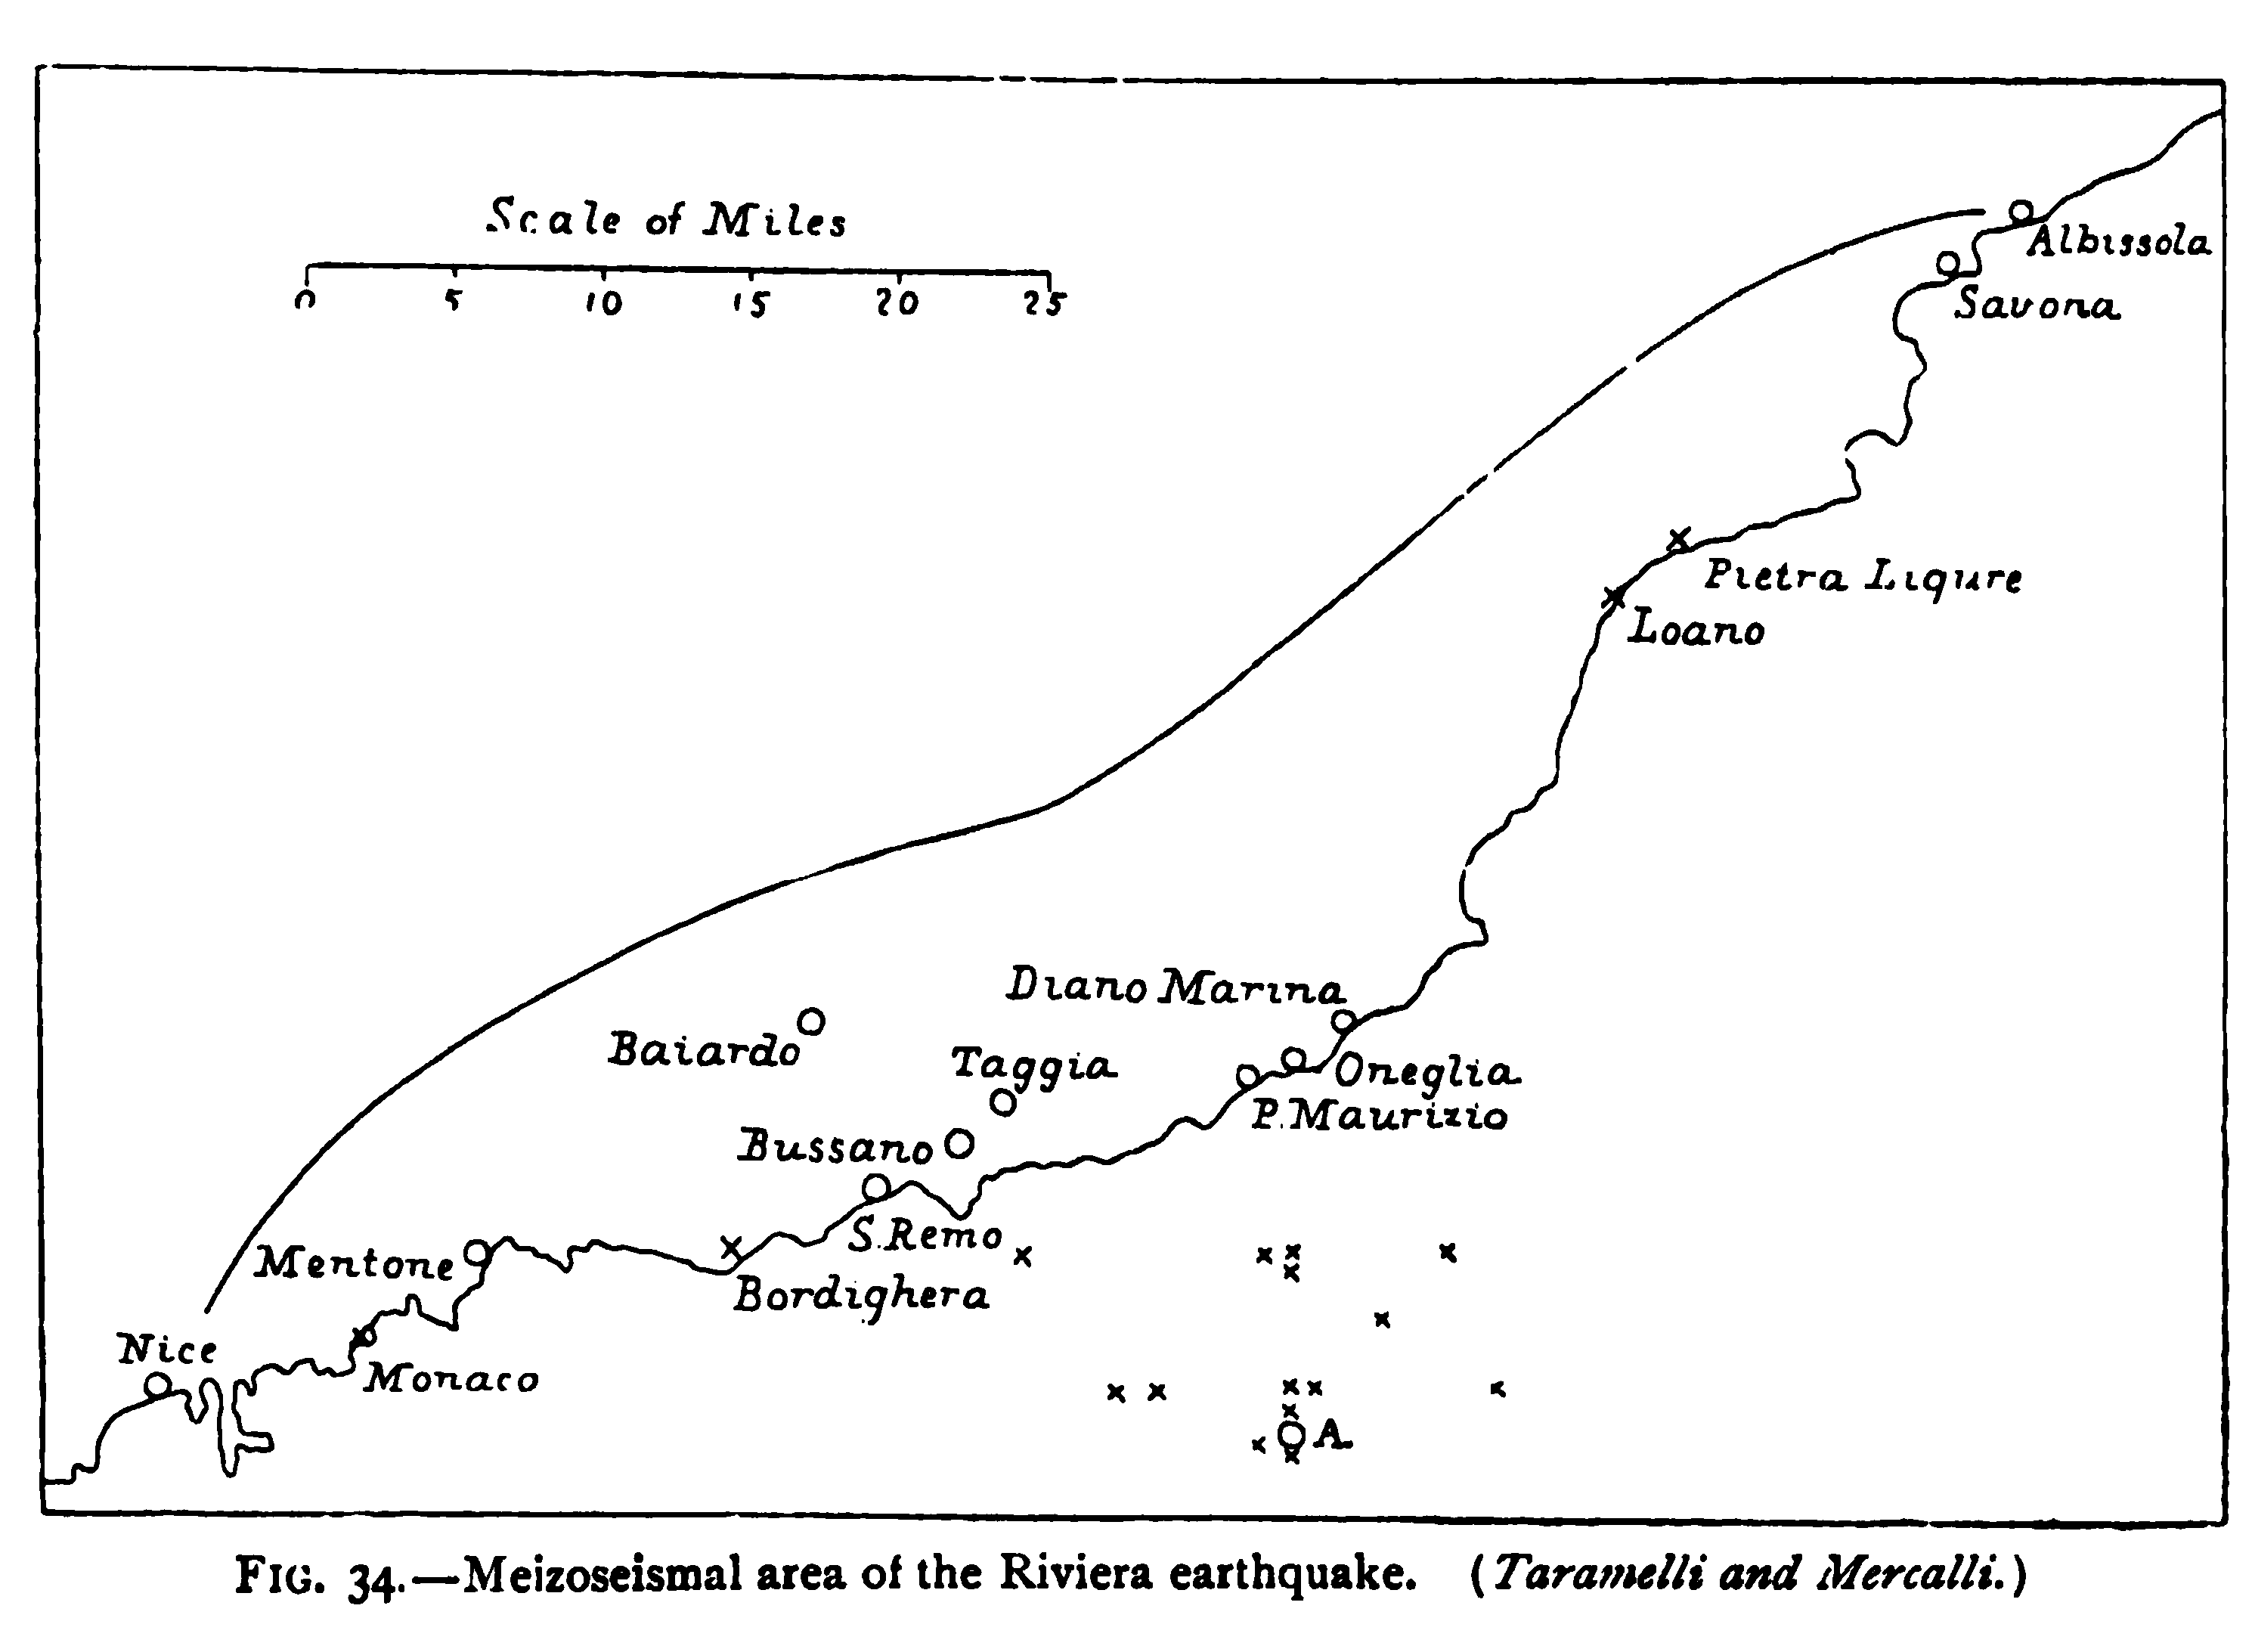 Scale of Miles
0 5 10 15 20 25
Albissola
Savona
Pietra Ligure
Loano
Diano Marina
Baiardo
Taggia
Oneglia
P. Maurizio
Bussano
S. Remo
Mentone
Bordighera
Nice
Monaco
A
FIG. 34.—Meizoseismal area of the Riviera earthquake. (Taramelli and Mercalli.)